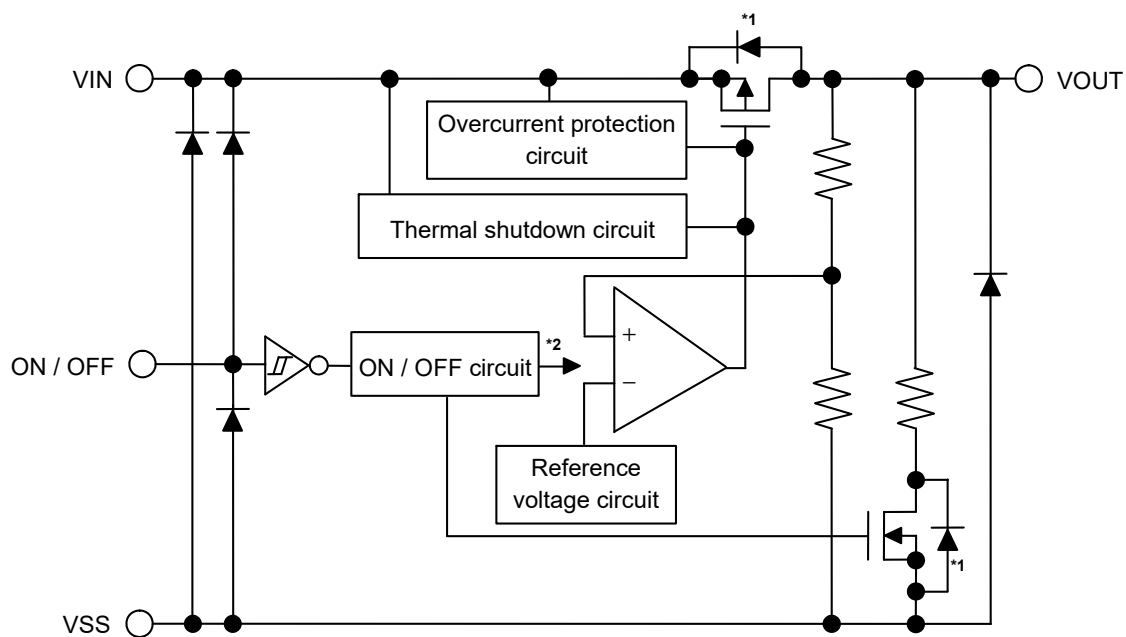 *1
VIN
VOUT
Overcurrent protection
circuit
Thermal shutdown circuit
ON / OFF
ON / OFF circuit
*2
+
−
Reference
voltage circuit
*1
VSS